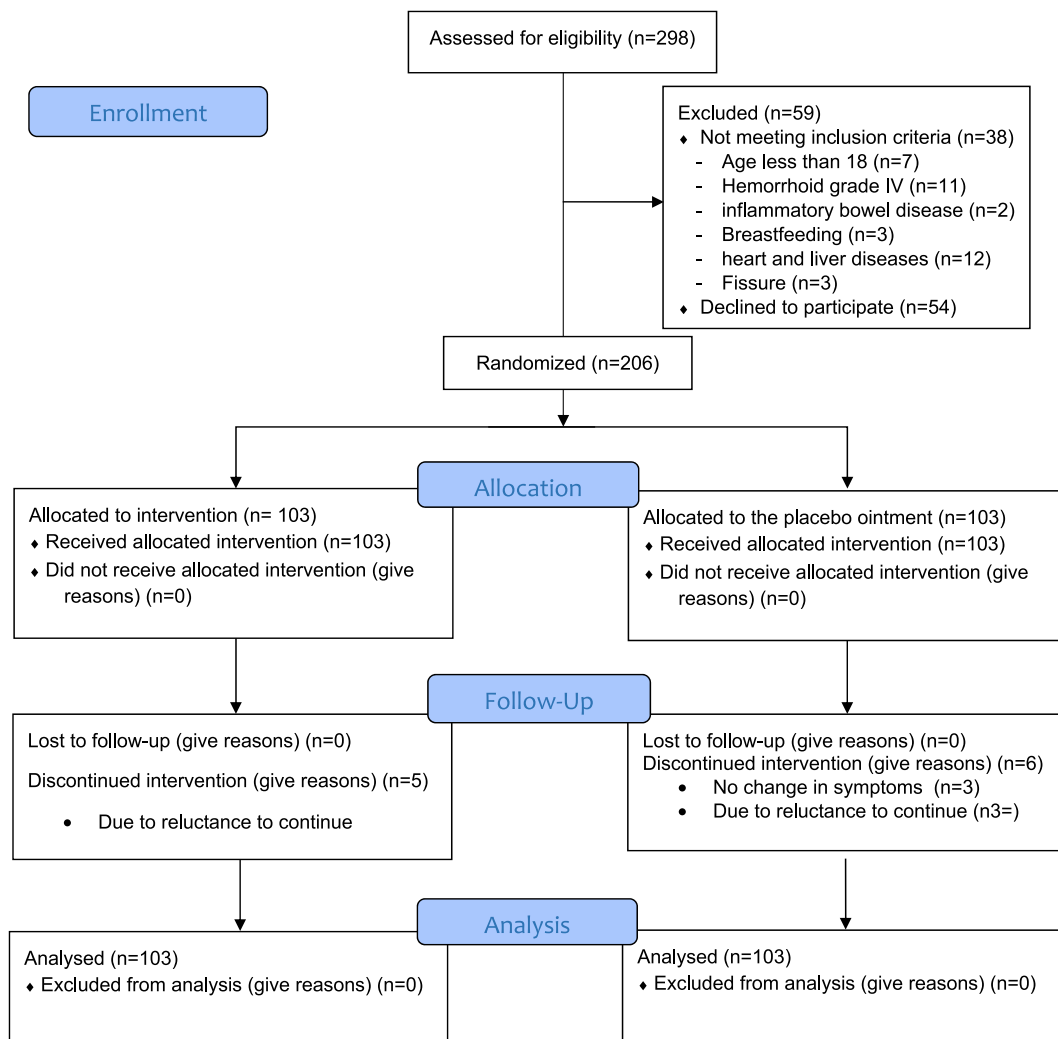 Assessed for eligibility (n=298)
Enrollment
Excluded (n=59)
♦ Not meeting inclusion criteria (n=38)
- Age less than 18 (n=7)
- Hemorrhoid grade IV (n=11)
- inflammatory bowel disease (n=2)
- Breastfeeding (n=3)
- heart and liver diseases (n=12)
- Fissure (n=3)
♦ Declined to participate (n=54)
Randomized (n=206)
Allocation
Allocated to intervention (n= 103)
♦ Received allocated intervention (n=103)
♦ Did not receive allocated intervention (give
reasons) (n=0)
Allocated to the placebo ointment (n=103)
♦ Received allocated intervention (n=103)
♦ Did not receive allocated intervention (give
reasons) (n=0)
Follow-Up
Lost to follow-up (give reasons) (n=0)
Discontinued intervention (give reasons) (n=5)
• Due to reluctance to continue
Lost to follow-up (give reasons) (n=0)
Discontinued intervention (give reasons) (n=6)
• No change in symptoms (n=3)
• Due to reluctance to continue (n3=)
Analysis
Analysed (n=103)
♦ Excluded from analysis (give reasons) (n=0)
Analysed (n=103)
♦ Excluded from analysis (give reasons) (n=0)